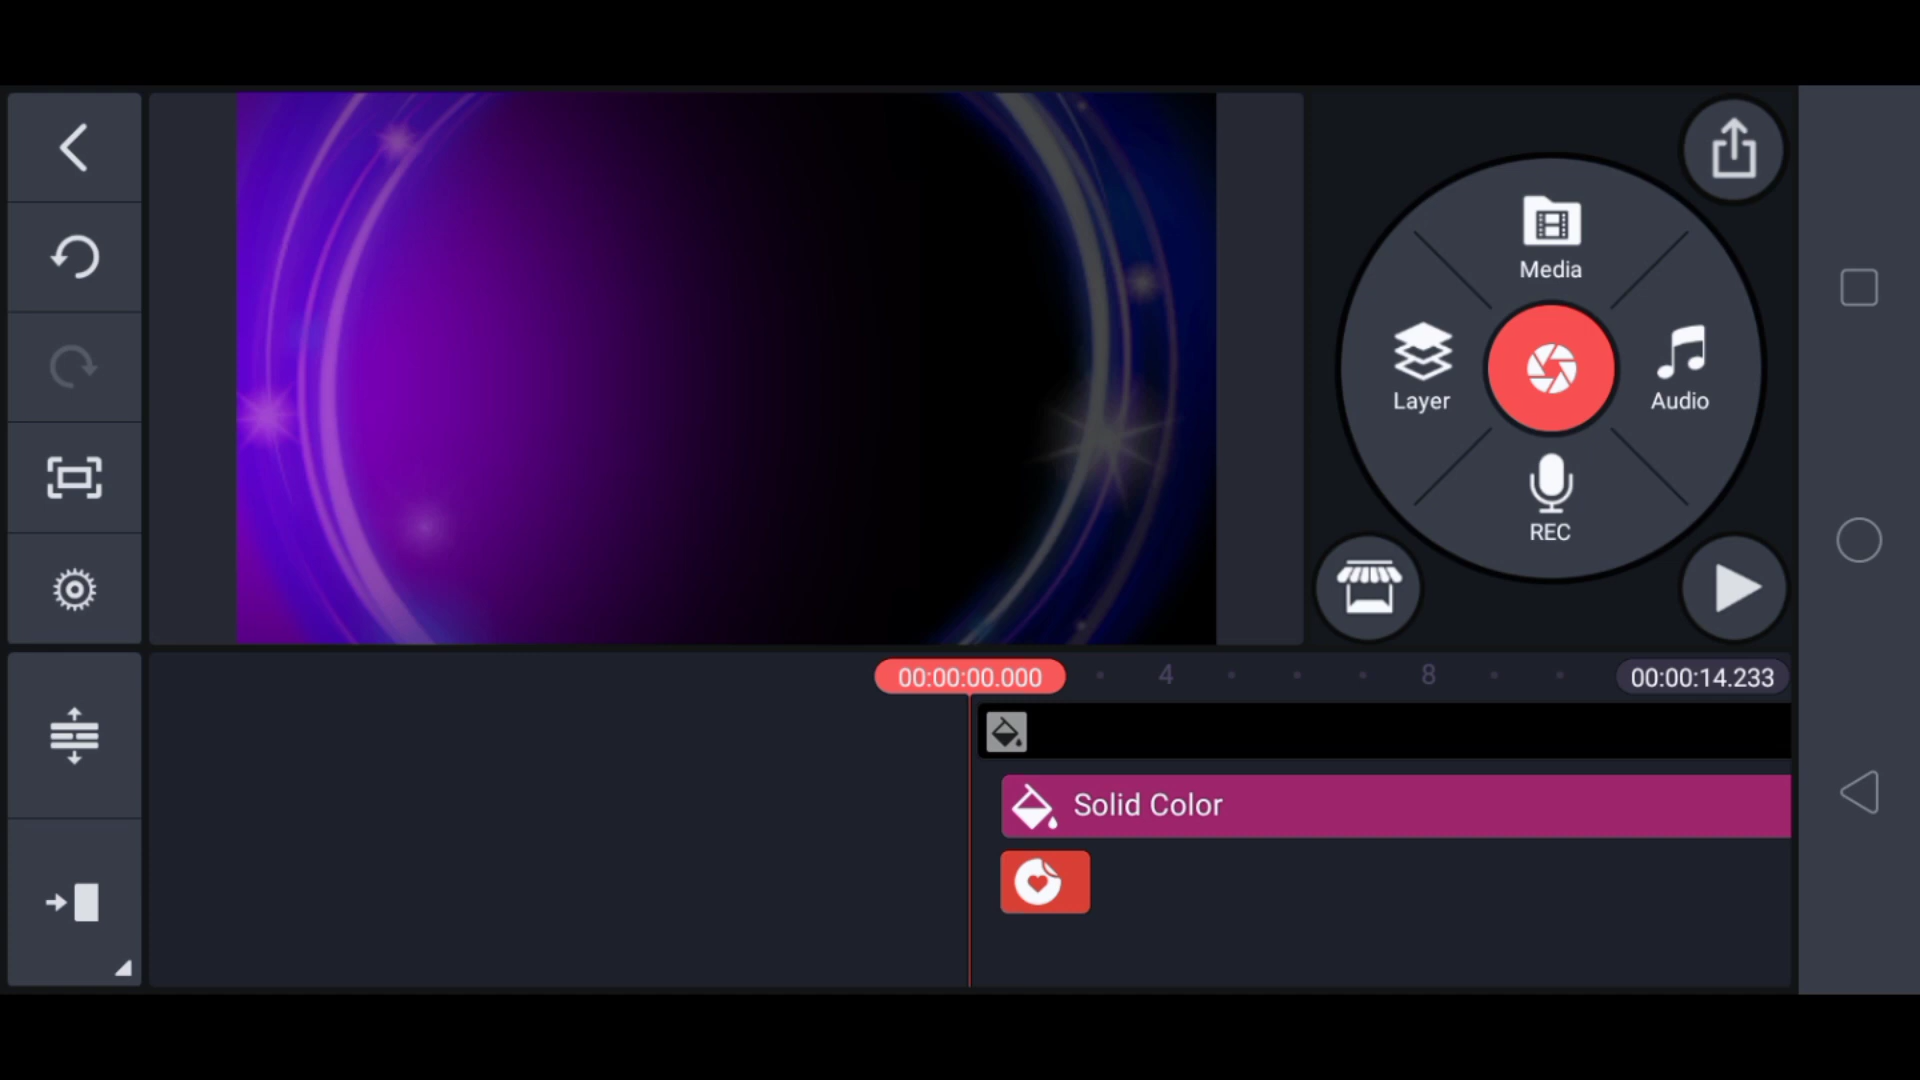 Media
Layer
Audio
REC
00:00:00.000
4
8
00:00:14.233
Solid Color